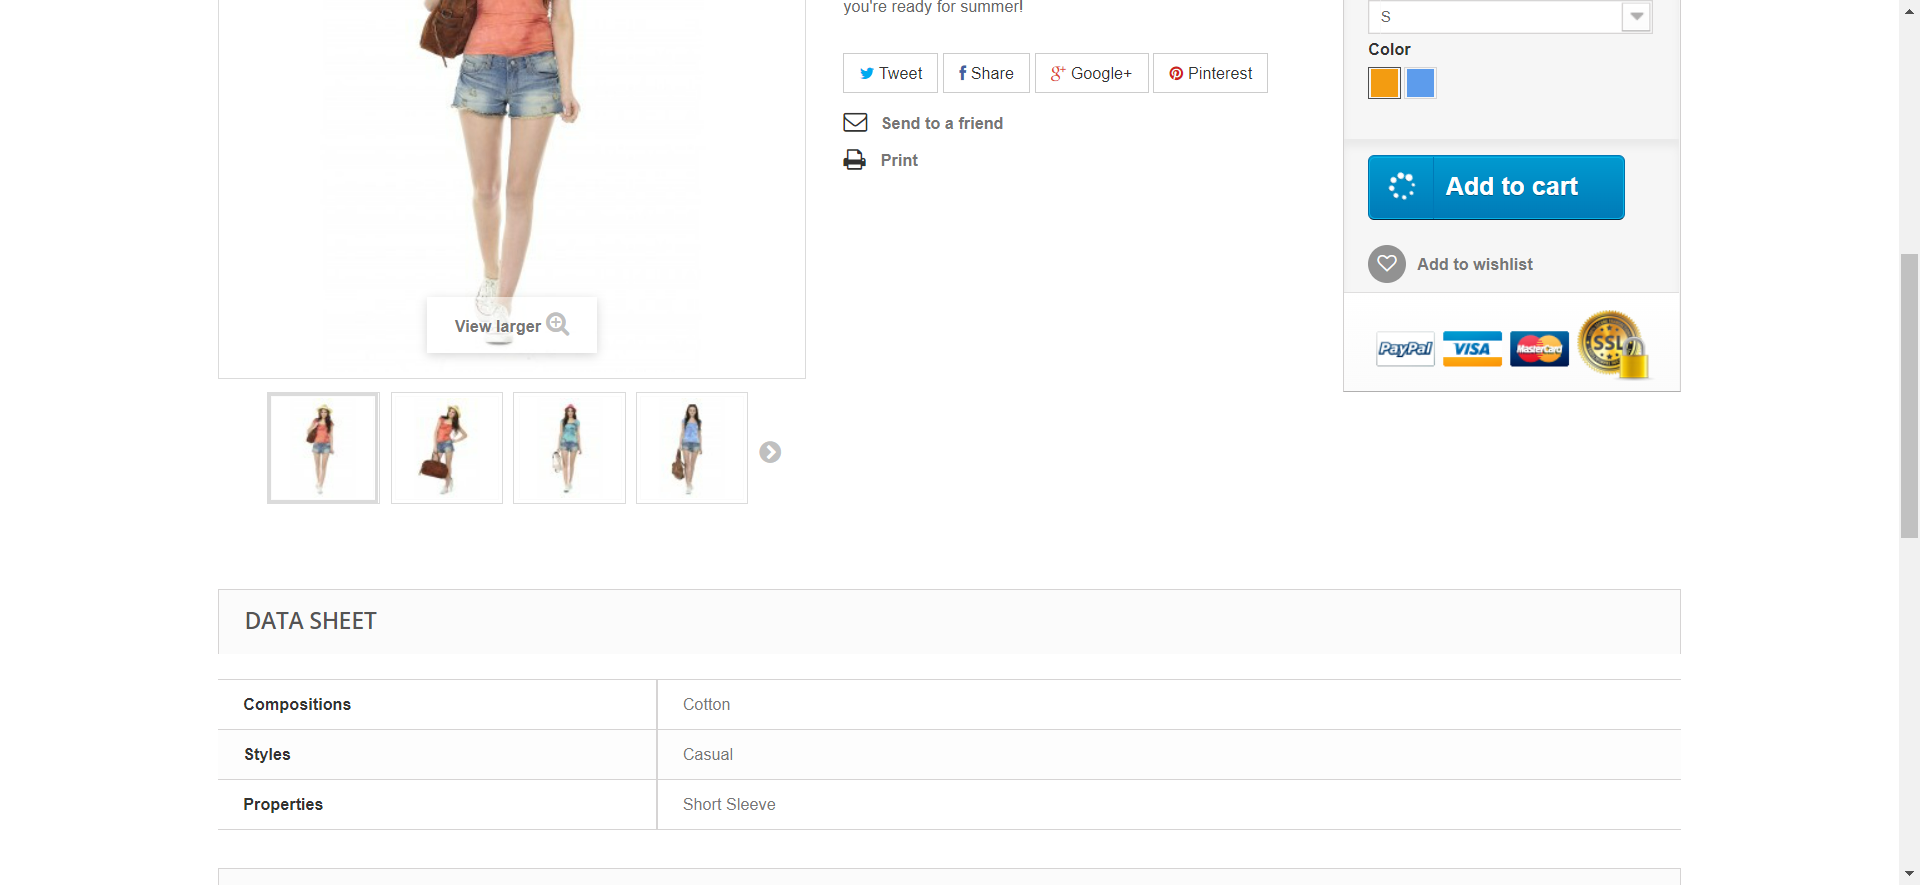 you're ready for summer!
S
Color
Tweet
Share
Google+
Pinterest
Send to a friend
Print
Add to cart
Add to wishlist
View larger
PayPal
VISA
MasterCard
SSL
DATA SHEET
Compositions Cotton
Styles Casual
Properties Short Sleeve